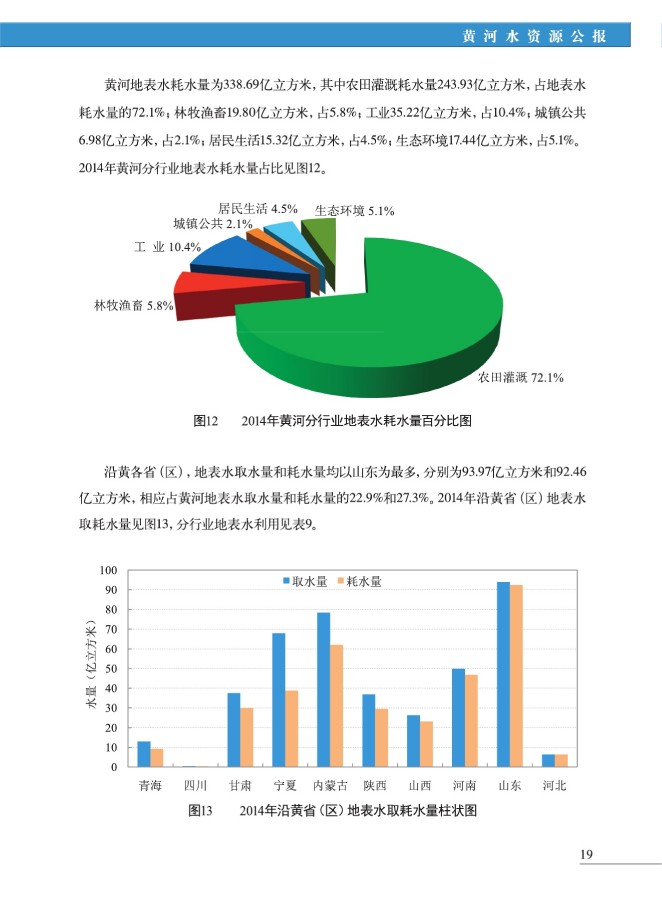 黄河水资源公报
黄河地表水耗水量为338.69亿立方米，其中农田灌溉耗水量243.93亿立方米，占地表水
耗水量的72.1%；林牧渔畜19.80亿立方米，占5.8%；工业35.22亿立方米，占10.4%；城镇公共
6.98亿立方米，占2.1%；居民生活15.32亿立方米，占4.5%；生态环境17.44亿立方米，占5.1%。
2014年黄河分行业地表水耗水量占比见图12。
居民生活 4.5%
生态环境 5.1%
城镇公共 2.1%
工 业 10.4%
林牧渔畜 5.8%
农田灌溉 72.1%
图12 2014年黄河分行业地表水耗水量百分比图
沿黄各省（区），地表水取水量和耗水量均以山东为最多，分别为93.97亿立方米和92.46
亿立方米，相应占黄河地表水取水量和耗水量的22.9%和27.3%。2014年沿黄省（区）地表水
取耗水量见图13，分行业地表水利用见表9。
取水量 耗水量
水量（亿立方米）
100
90
80
70
60
50
40
30
20
10
0
青海 四川 甘肃 宁夏 内蒙古 陕西 山西 河南 山东 河北
图13 2014年沿黄省（区）地表水取耗水量柱状图
19